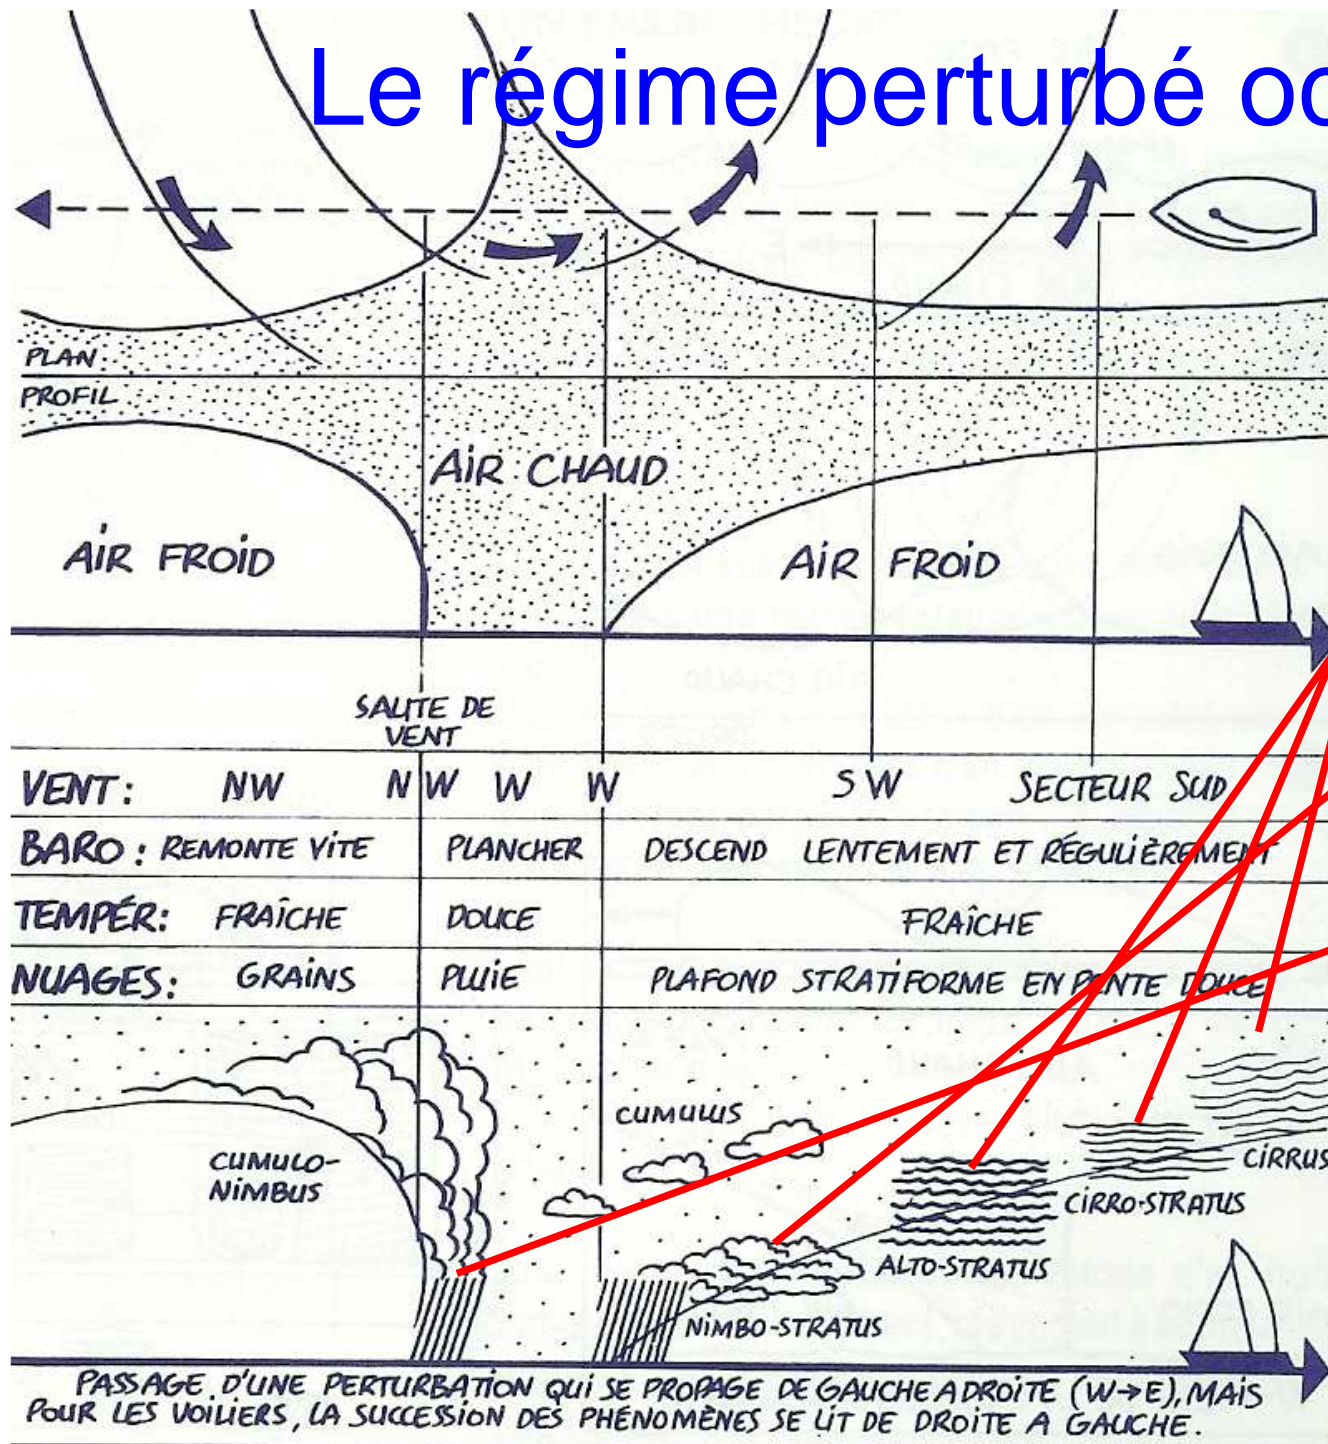 Le régime perturbé oc
PLAN
PROFIL
AIR CHAUD
AIR FROID
AIR FROID
SAUTE DE
VENT
VENT: NW NW W W SW SECTEUR SUD
BARO: REMONTE VITE PLANCHER DESCEND LENTEMENT ET RÉGULIÈREMENT
TEMPÉR: FRAÎCHE DOUCE FRAÎCHE
NUAGES: GRAINS PLUIE PLAFOND STRATIFORME EN PENTE DOUCE
CUMULUS
CUMULO-
NIMBUS
CIRRUS
CIRRO-STRATUS
ALTO-STRATUS
NIMBO-STRATUS
PASSAGE D'UNE PERTURBATION QUI SE PROPAGE DE GAUCHE A DROITE (W→E), MAIS
POUR LES VOILIERS, LA SUCCESSION DES PHÉNOMÈNES SE LIT DE DROITE A GAUCHE.